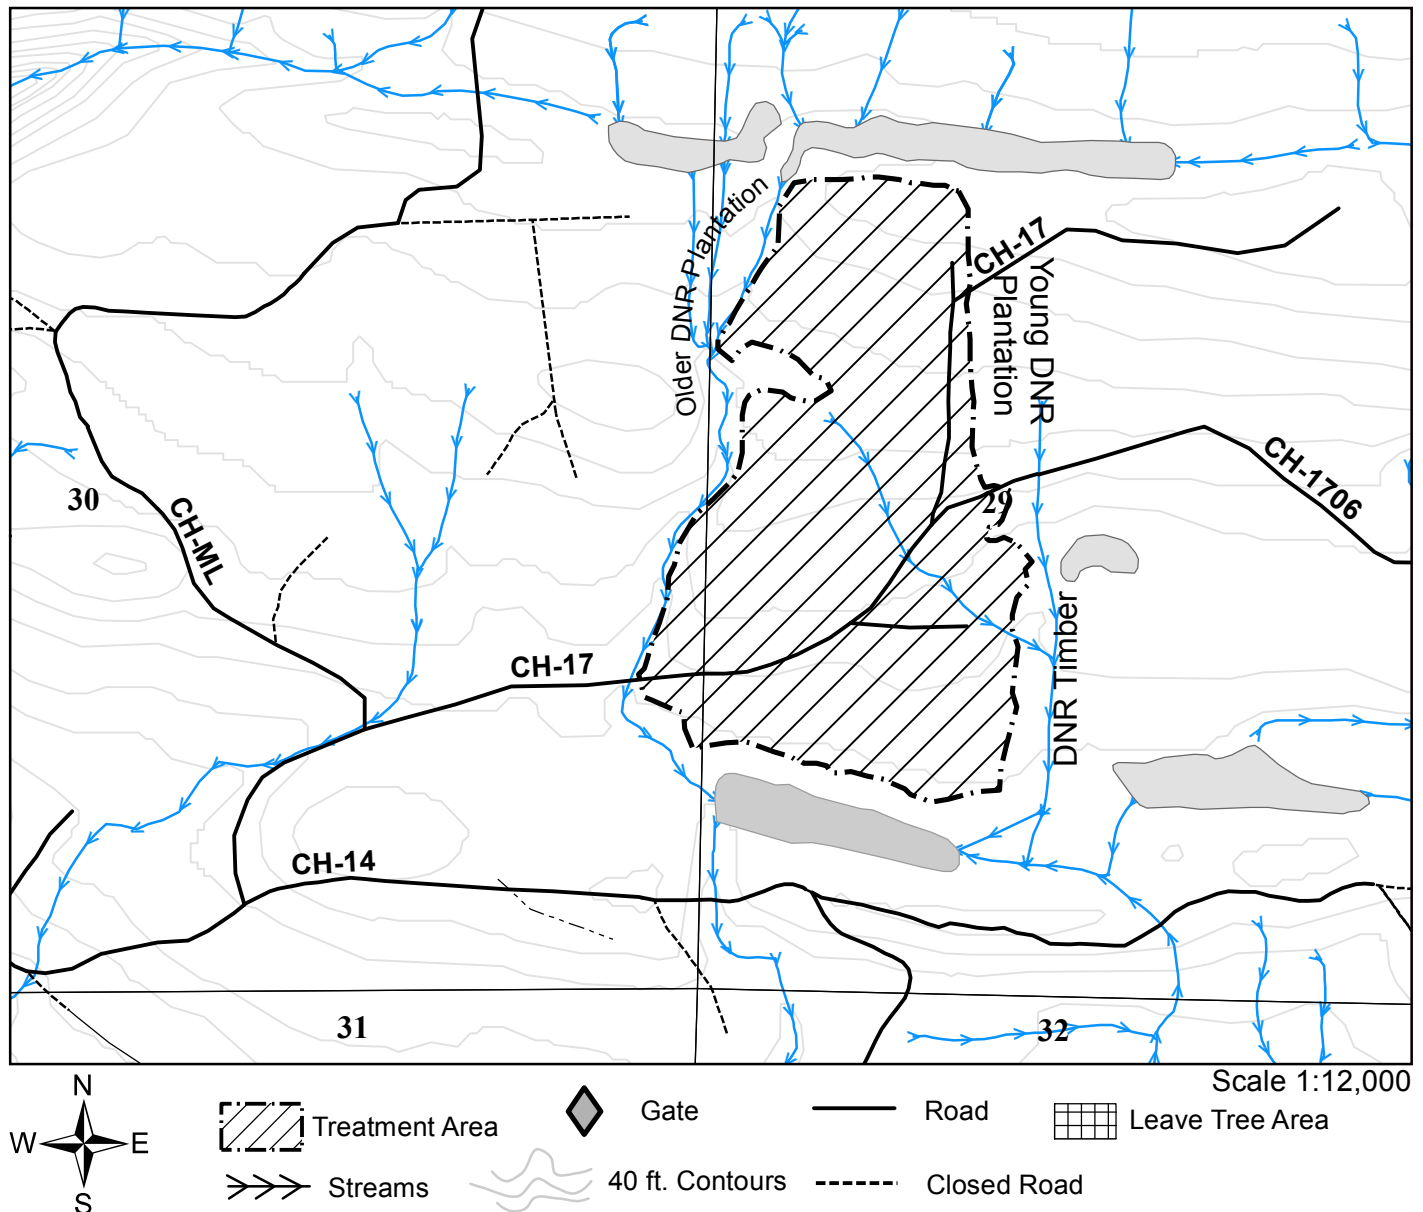 Older DNR Plantation
CH-17
Young DNR
Plantation
30
CH-ML
29
CH-1706
DNR Timber
CH-17
CH-14
31
32
Scale 1:12,000
N
W
E
S
Treatment Area
Gate
Road
Leave Tree Area
Streams
40 ft. Contours
Closed Road